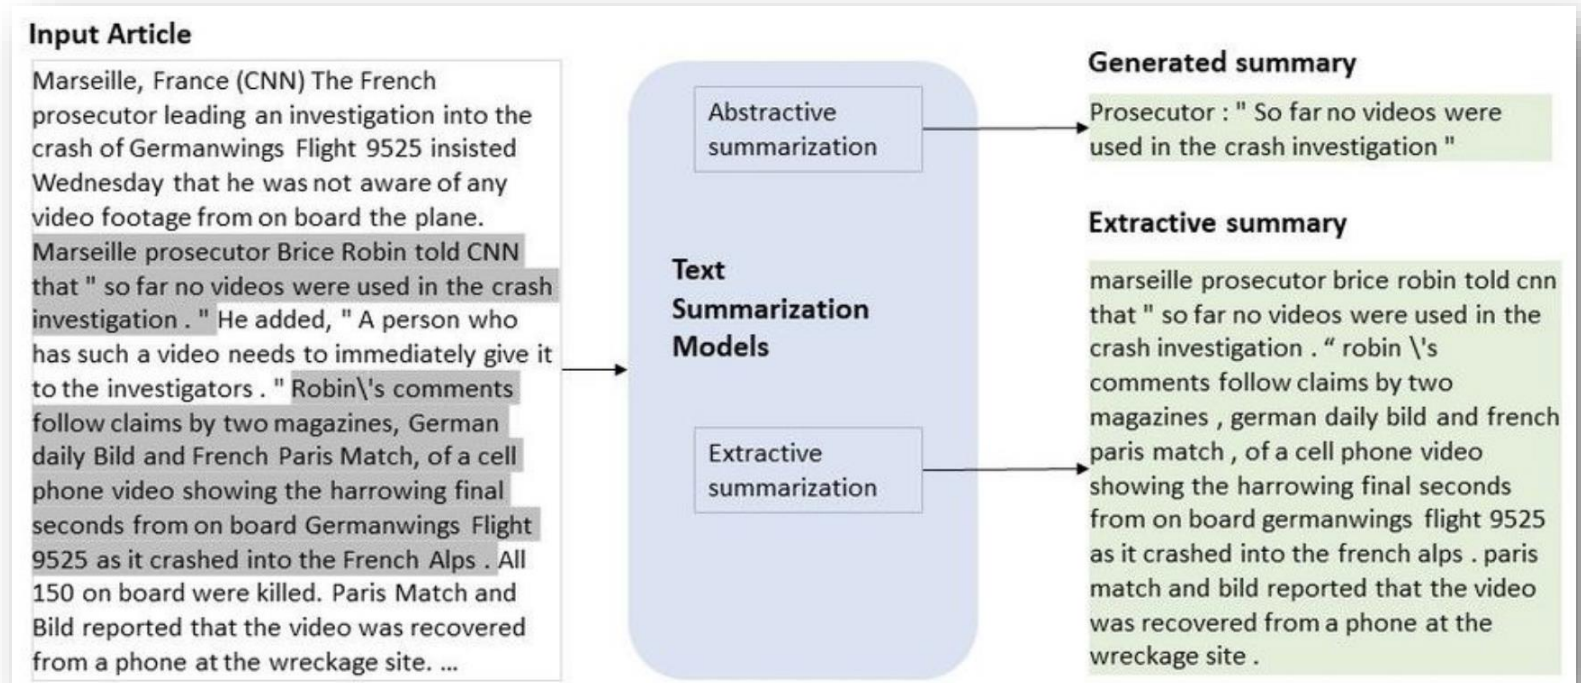 Input Article
Marseille, France (CNN) The French
prosecutor leading an investigation into the
crash of Germanwings Flight 9525 insisted
Wednesday that he was not aware of any
video footage from on board the plane.
Marseille prosecutor Brice Robin told CNN
that " so far no videos were used in the crash
investigation . " He added, " A person who
has such a video needs to immediately give it
to the investigators . " Robin\'s comments
follow claims by two magazines, German
daily Bild and French Paris Match, of a cell
phone video showing the harrowing final
seconds from on board Germanwings Flight
9525 as it crashed into the French Alps . All
150 on board were killed. Paris Match and
Bild reported that the video was recovered
from a phone at the wreckage site. ...
Abstractive
summarization
Text
Summarization
Models
Extractive
summarization
Generated summary
Prosecutor : " So far no videos were
used in the crash investigation "
Extractive summary
marseille prosecutor brice robin told cnn
that " so far no videos were used in the
crash investigation . “ robin \'s
comments follow claims by two
magazines , german daily bild and french
paris match , of a cell phone video
showing the harrowing final seconds
from on board germanwings flight 9525
as it crashed into the french alps . paris
match and bild reported that the video
was recovered from a phone at the
wreckage site .